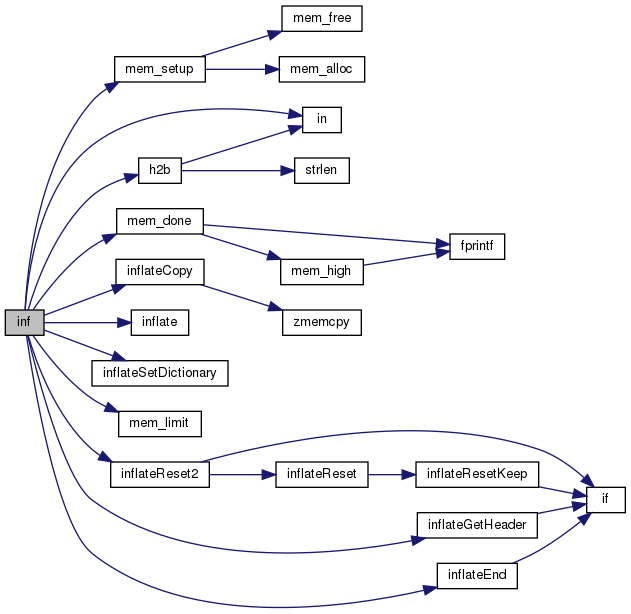 mem_free
mem_setup
mem_alloc
in
h2b
strlen
mem_done
fprintf
mem_high
inflateCopy
inf
inflate
zmemcpy
inflateSetDictionary
mem_limit
inflateReset2
inflateReset
inflateResetKeep
if
inflateGetHeader
inflateEnd